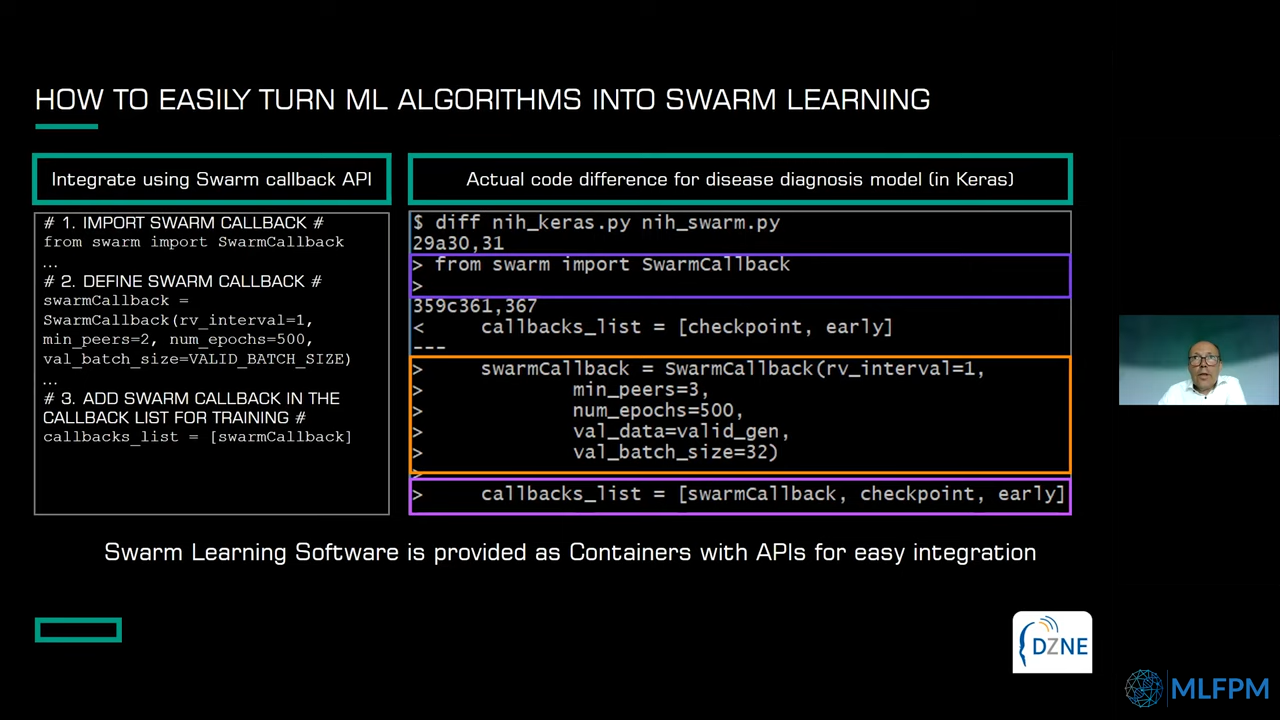 HOW TO EASILY TURN ML ALGORITHMS INTO SWARM LEARNING
Integrate using Swarm callback API
# 1. IMPORT SWARM CALLBACK #
from swarm import SwarmCallback
...
# 2. DEFINE SWARM CALLBACK #
swarmCallback =
SwarmCallback(rv_interval=1,
min_peers=2, num_epochs=500,
val_batch_size=VALID_BATCH_SIZE)
...
# 3. ADD SWARM CALLBACK IN THE
CALLBACK LIST FOR TRAINING #
callbacks_list = [swarmCallback]
Actual code difference for disease diagnosis model (in Keras)
$ diff nih_keras.py nih_swarm.py
29a30,31
> from swarm import SwarmCallback
>
359c361,367
<     callbacks_list = [checkpoint, early]
---
>     swarmCallback = SwarmCallback(rv_interval=1,
>             min_peers=3,
>             num_epochs=500,
>             val_data=valid_gen,
>             val_batch_size=32)
>
>     callbacks_list = [swarmCallback, checkpoint, early]
Swarm Learning Software is provided as Containers with APIs for easy integration
DZNE
MLFPM